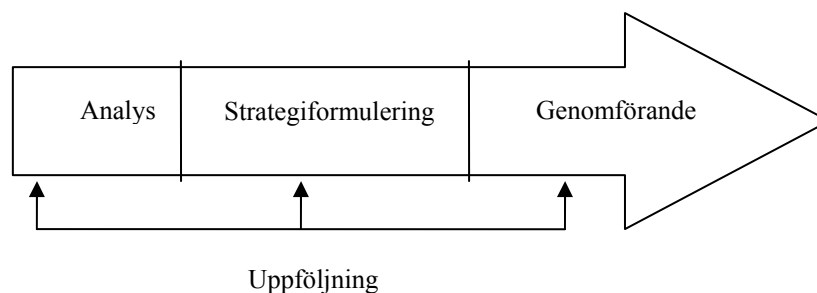 Analys
Strategiformulering
Genomförande
Uppföljning